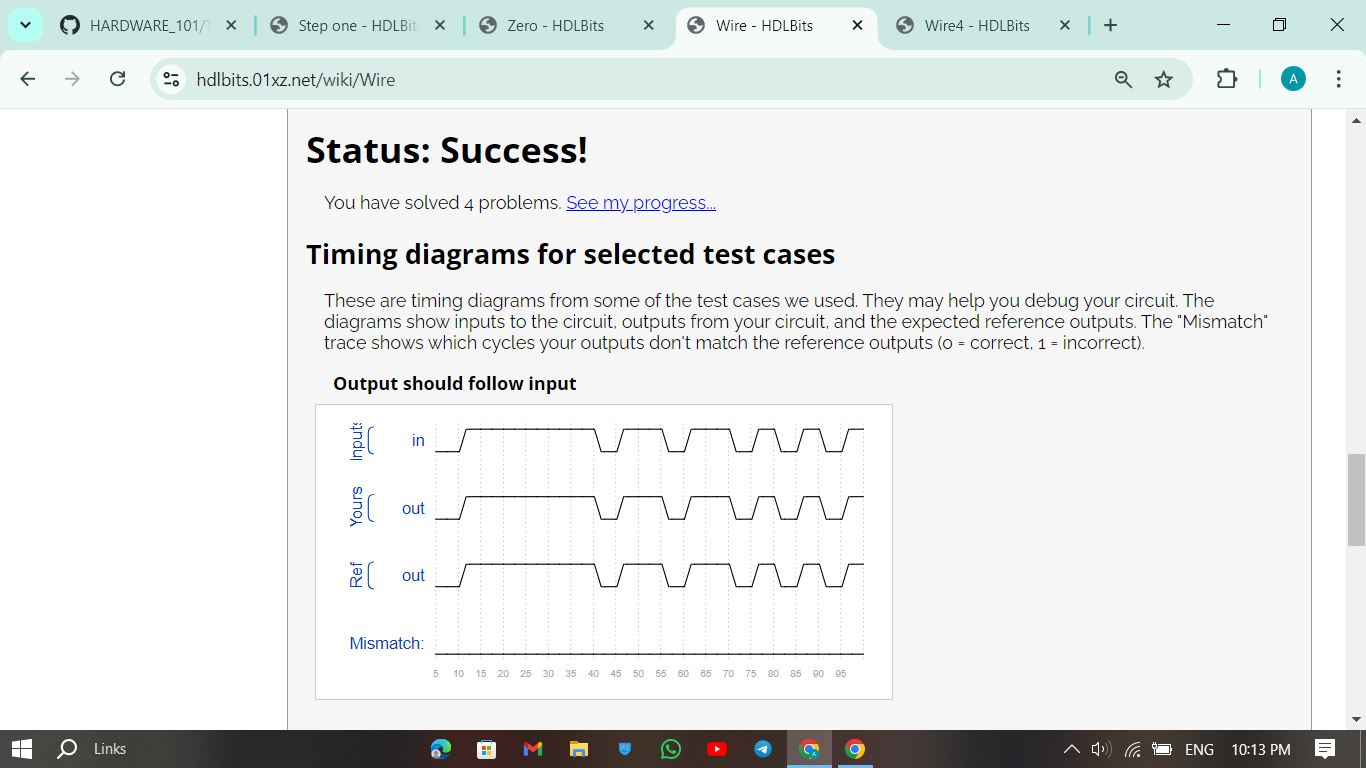 HARDWARE_101/
Step one - HDLBit
Zero - HDLBits
Wire - HDLBits
Wire4 - HDLBits
hdlbits.01xz.net/wiki/Wire
A
Status: Success!
You have solved 4 problems. See my progress...
Timing diagrams for selected test cases
These are timing diagrams from some of the test cases we used. They may help you debug your circuit. The
diagrams show inputs to the circuit, outputs from your circuit, and the expected reference outputs. The "Mismatch"
trace shows which cycles your outputs don't match the reference outputs (0 = correct, 1 = incorrect).
Output should follow input
Inputs
in
Yours
out
Ref
out
Mismatch:
5 10 15 20 25 30 35 40 45 50 55 60 65 70 75 80 85 90 95
Links
ENG
10:13 PM